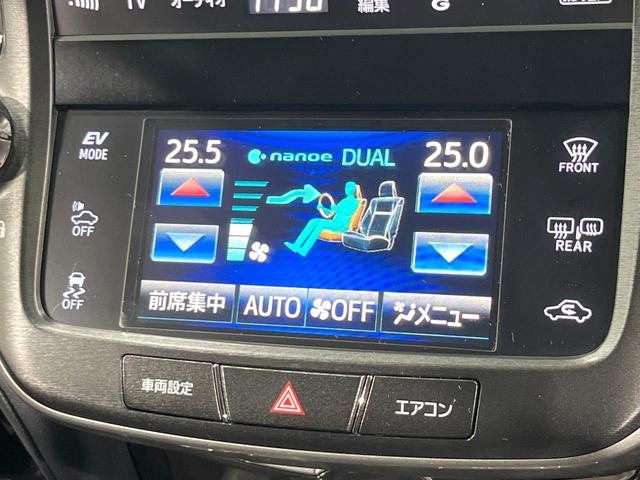 TV オーディオ 編集
25.5 nanoe DUAL 25.0
EV
MODE
OFF
OFF
FRONT
REAR
前席集中 AUTO OFF メニュー
車両設定 エアコン